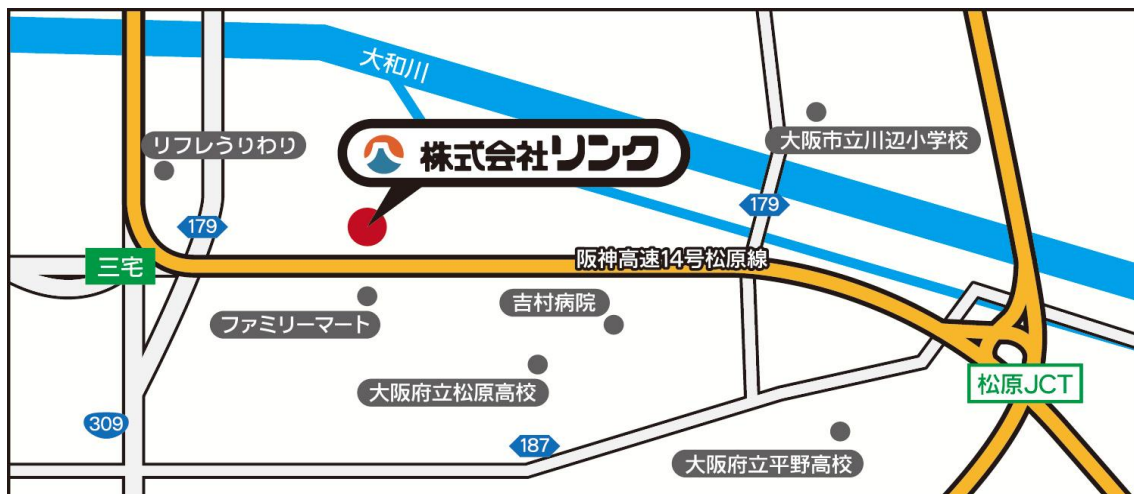 大和川
リフレうりわり
株式会社リンク
大阪市立川辺小学校
179
179
三宅
阪神高速14号松原線
ファミリーマート
吉村病院
大阪府立松原高校
松原JCT
309
187
大阪府立平野高校